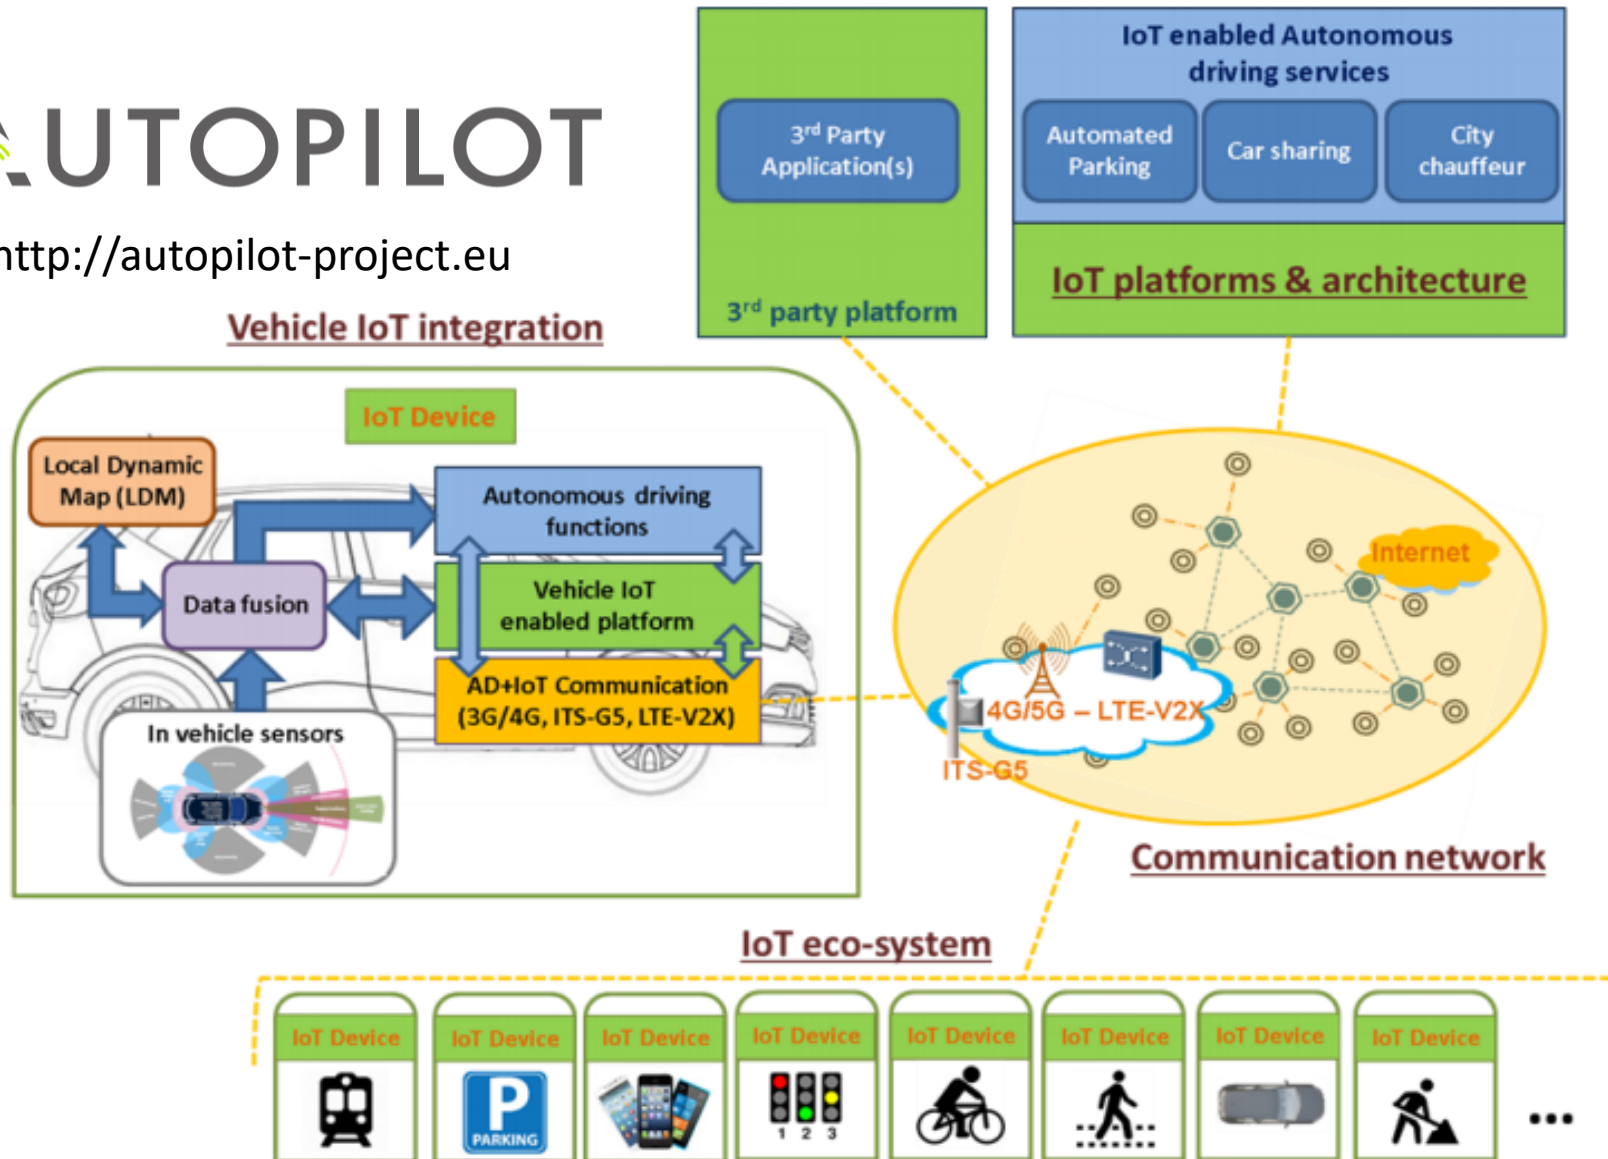 AUTOPILOT
http://autopilot-project.eu
3rd Party
Application(s)
3rd party platform
IoT enabled Autonomous
driving services
Automated
Parking
Car sharing
City
chauffeur
IoT platforms & architecture
Vehicle IoT integration
IoT Device
Local Dynamic
Map (LDM)
Autonomous driving
functions
Data fusion
Vehicle IoT
enabled platform
AD+IoT Communication
(3G/4G, ITS-G5, LTE-V2X)
In vehicle sensors
Internet
4G/5G – LTE-V2X
ITS-G5
Communication network
IoT eco-system
IoT Device
IoT Device
IoT Device
IoT Device
IoT Device
IoT Device
IoT Device
IoT Device
P
PARKING
1 2 3
...